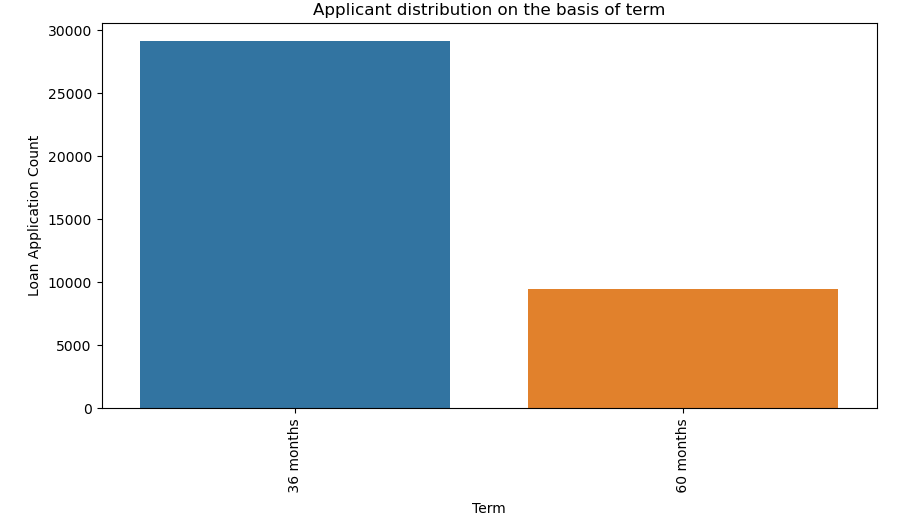 Applicant distribution on the basis of term
Loan Application Count
30000
25000
20000
15000
10000
5000
0
36 months
60 months
Term